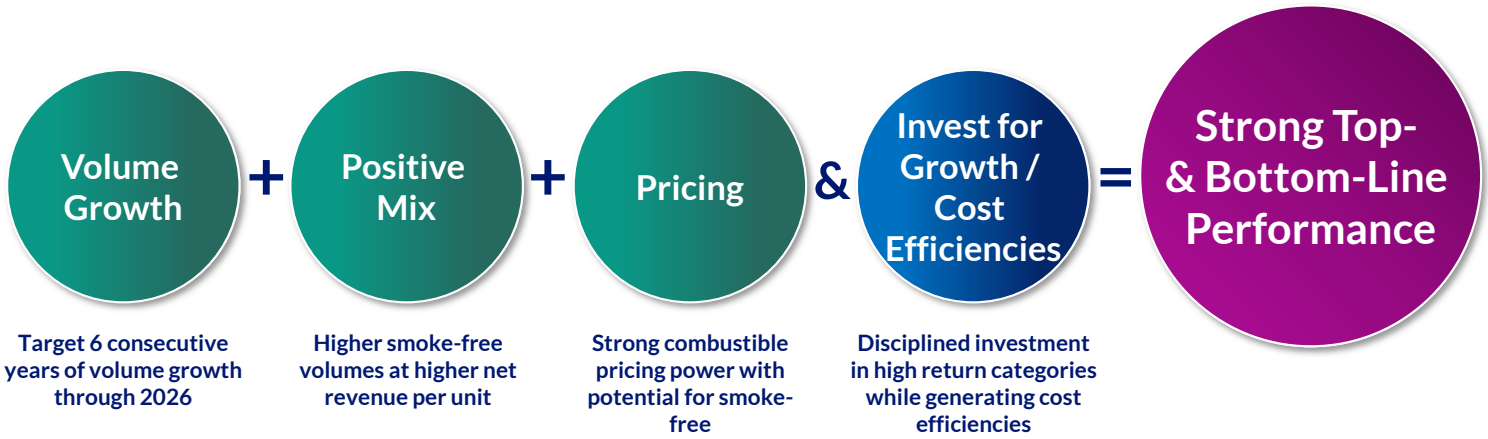 Volume
Growth
+
Positive
Mix
+
Pricing
&
Invest for
Growth /
Cost
Efficiencies
=
Strong Top-
& Bottom-Line
Performance
Target 6 consecutive
years of volume growth
through 2026
Higher smoke-free
volumes at higher net
revenue per unit
Strong combustible
pricing power with
potential for smoke-
free
Disciplined investment
in high return categories
while generating cost
efficiencies